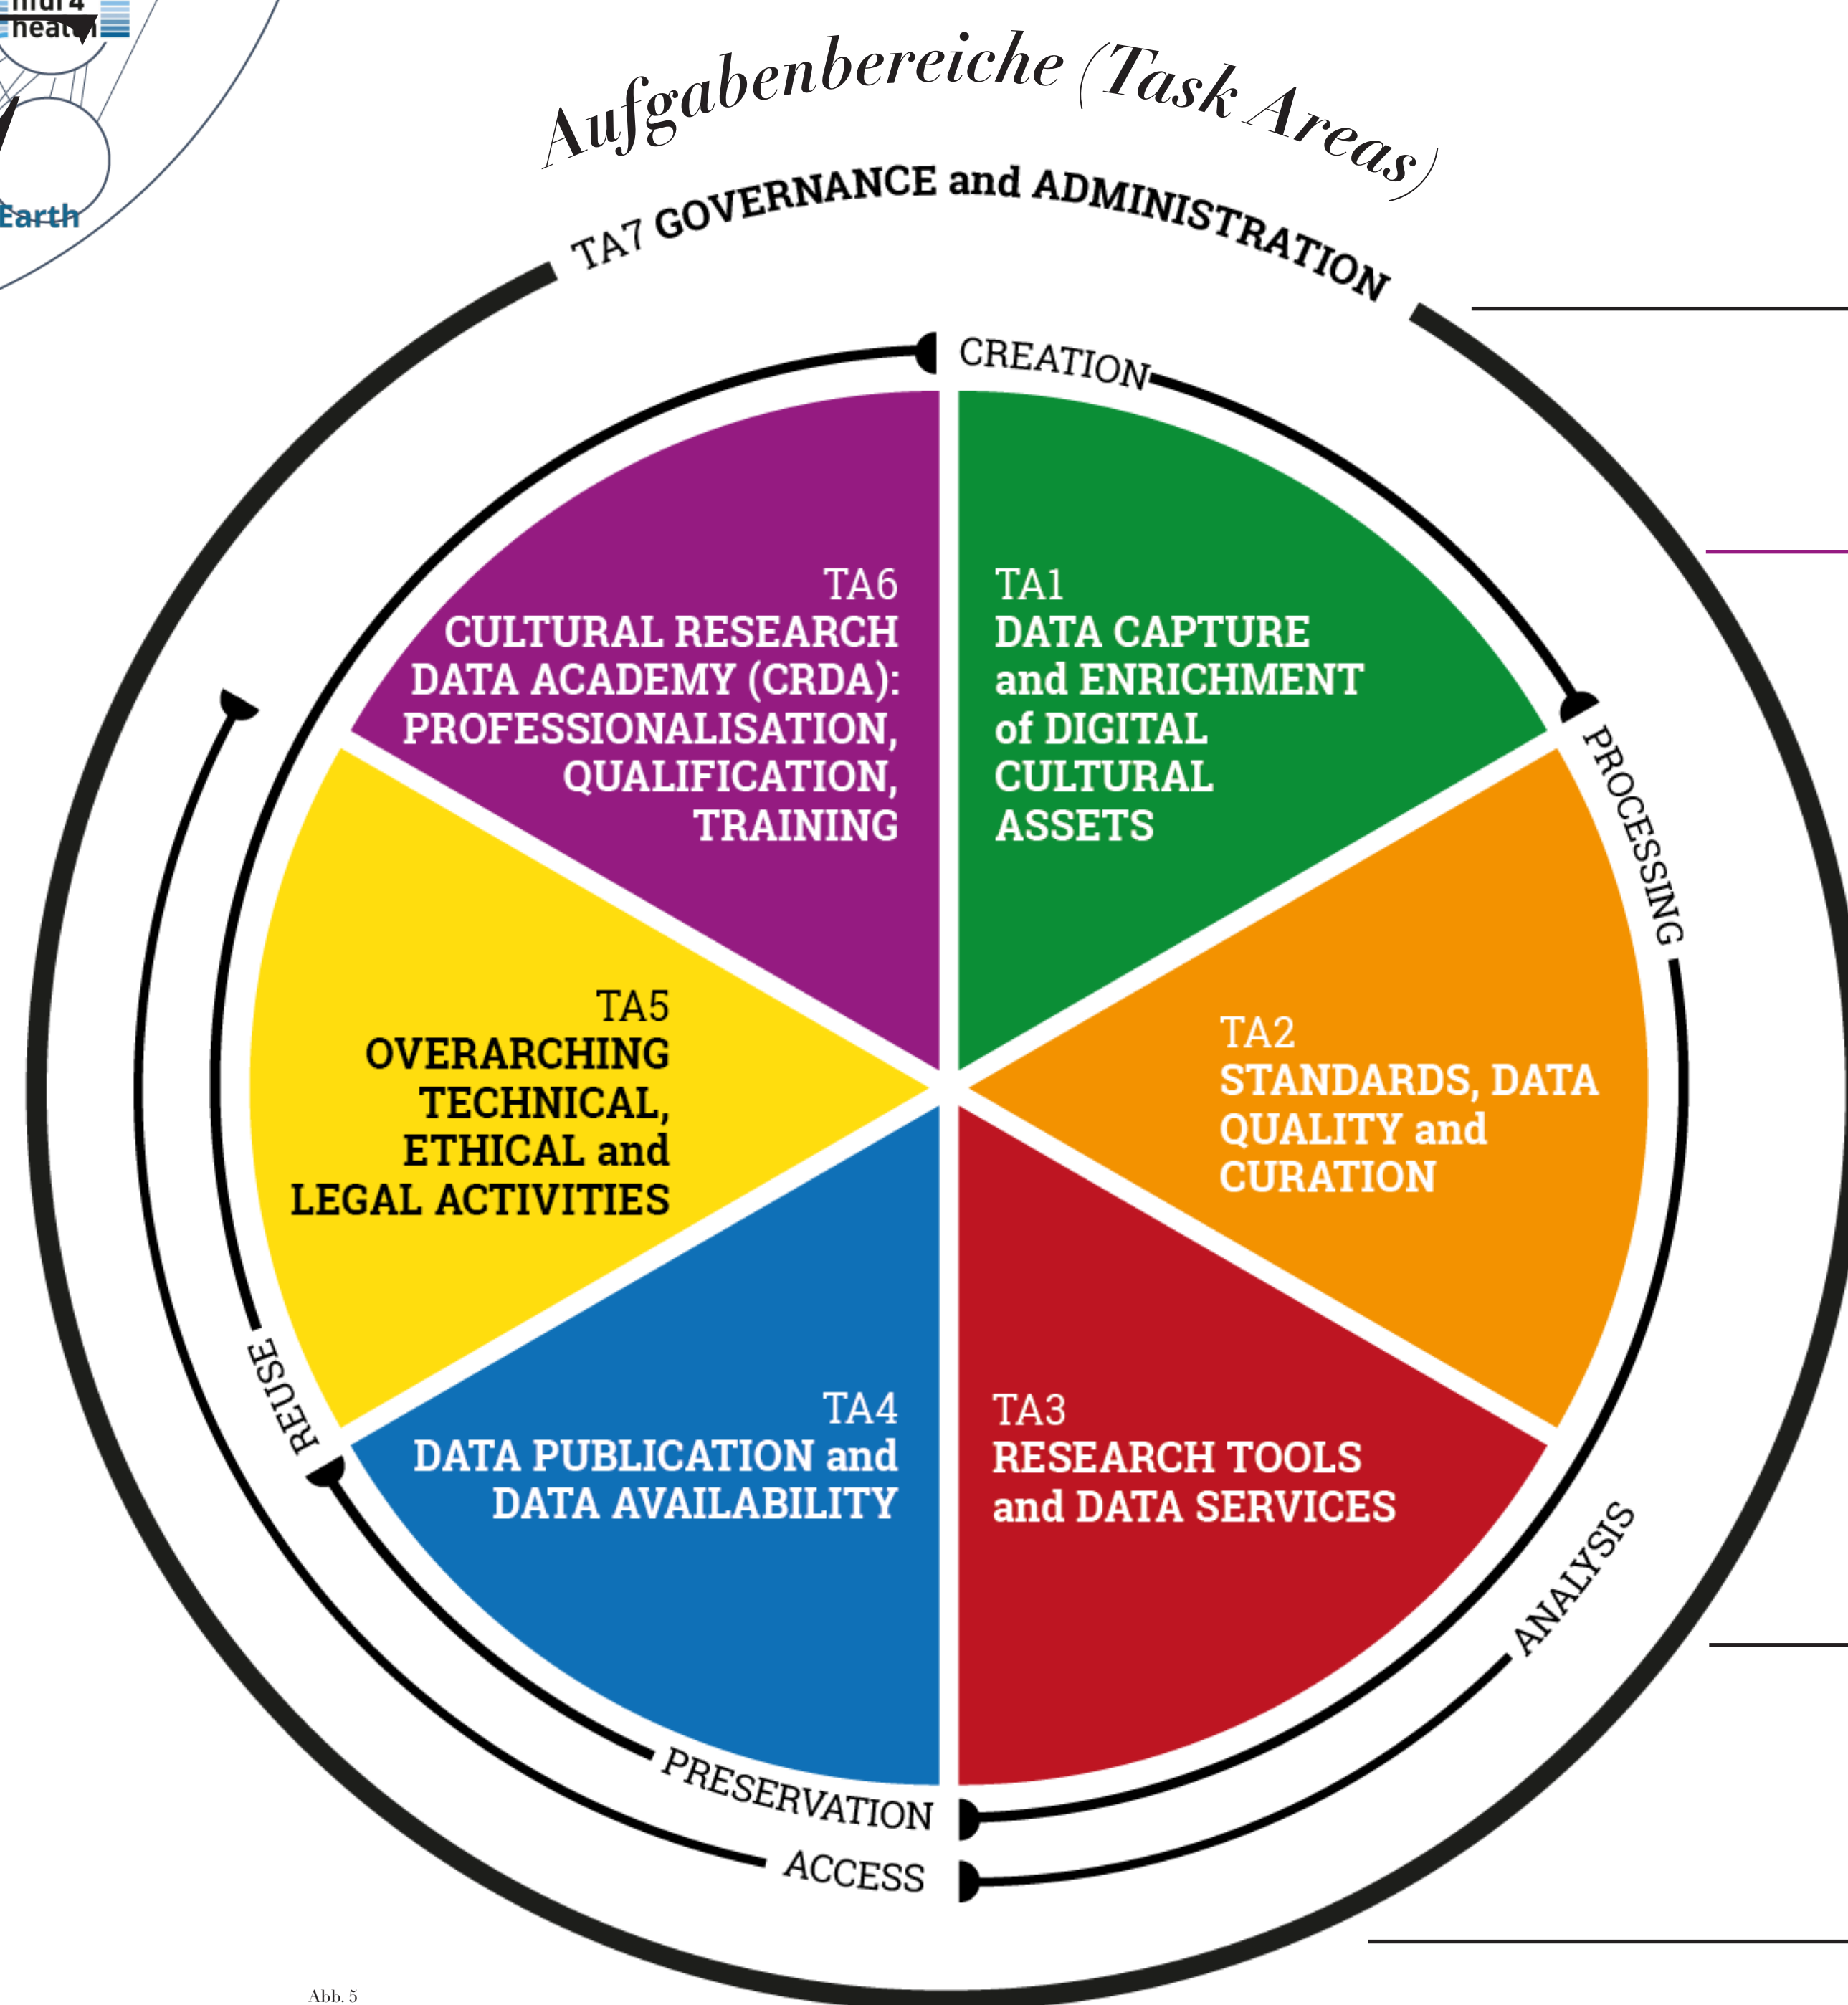 health
Earth
Aufgabenbereiche (Task Areas)
TA7 GOVERNANCE and ADMINISTRATION
CREATION
PROCESSING
ANALYSIS
PRESERVATION
ACCESS
REUSE
TA6
CULTURAL RESEARCH
DATA ACADEMY (CRDA):
PROFESSIONALISATION,
QUALIFICATION,
TRAINING
TA1
DATA CAPTURE
and ENRICHMENT
of DIGITAL
CULTURAL
ASSETS
TA2
STANDARDS, DATA
QUALITY and
CURATION
TA3
RESEARCH TOOLS
and DATA SERVICES
TA4
DATA PUBLICATION and
DATA AVAILABILITY
TA5
OVERARCHING
TECHNICAL,
ETHICAL and
LEGAL ACTIVITIES
Abb. 5